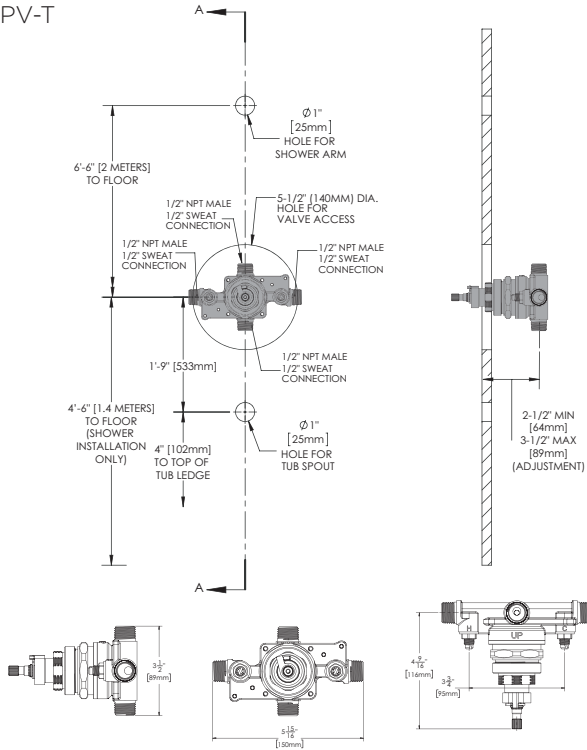 PV-T
A
Ø 1"
[25mm]
HOLE FOR
SHOWER ARM
6'-6" [2 METERS]
TO FLOOR
5-1/2" (140MM) DIA.
HOLE FOR
VALVE ACCESS
1/2" NPT MALE
1/2" SWEAT
CONNECTION
1/2" NPT MALE
1/2" SWEAT
CONNECTION
1/2" NPT MALE
1/2" SWEAT
CONNECTION
1/2" NPT MALE
1/2" SWEAT
CONNECTION
1'-9" [533mm]
4'-6" [1.4 METERS]
TO FLOOR
(SHOWER
INSTALLATION
ONLY)
4" [102mm]
TO TOP OF
TUB LEDGE
Ø 1"
[25mm]
HOLE FOR
TUB SPOUT
2-1/2" MIN
[64mm]
3-1/2" MAX
[89mm]
(ADJUSTMENT)
A
3 1/2"
[89mm]
5 15/16"
[150mm]
H
C
UP
4 9/16"
[116mm]
3 3/4"
[95mm]